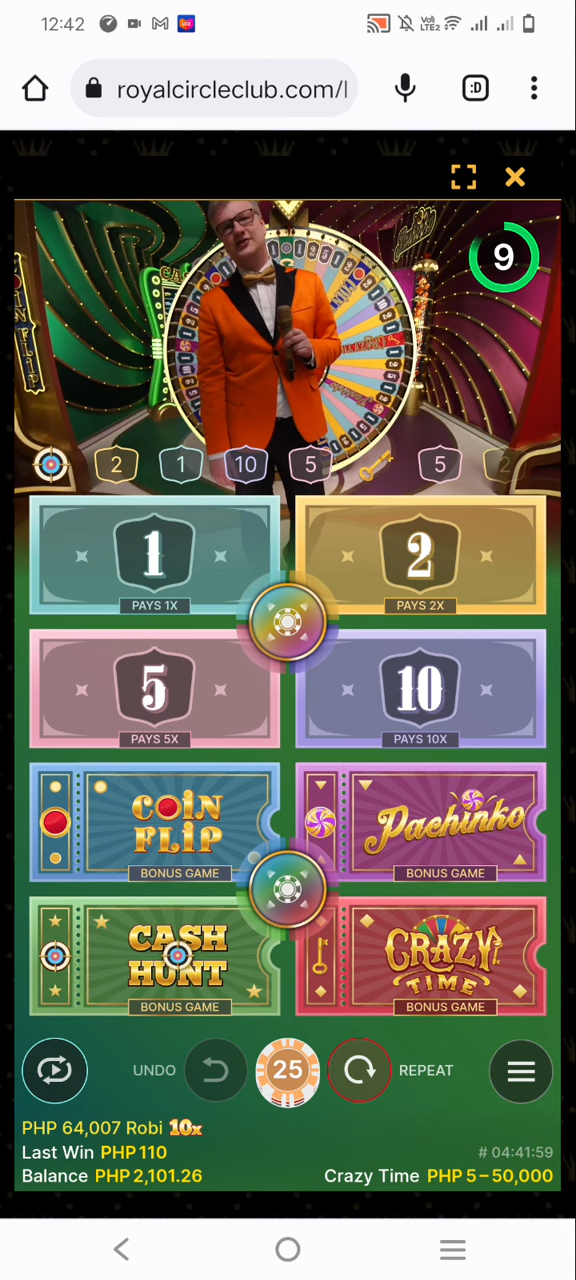 12:42
Vo) LTE2
royalcircleclub.com/l
:D
9
2 1 10 5 5 2
1
PAYS 1X
2
PAYS 2X
5
PAYS 5X
10
PAYS 10X
COIN FLIP
BONUS GAME
Pachinko
BONUS GAME
CASH HUNT
BONUS GAME
CRAZY TIME
BONUS GAME
UNDO
25
REPEAT
PHP 64,007 Robi 10x
Last Win PHP 110
# 04:41:59
Balance PHP 2,101.26
Crazy Time PHP 5–50,000